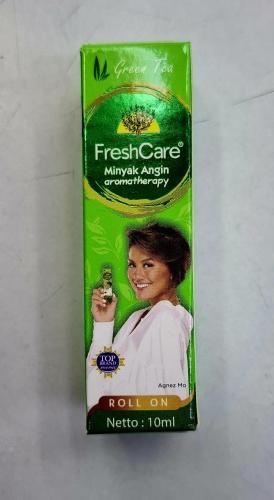 Green Tea
FreshCare®
Minyak Angin
aromatherapy
TOP
BRAND
Agnez Mo
ROLL ON
Netto : 10ml